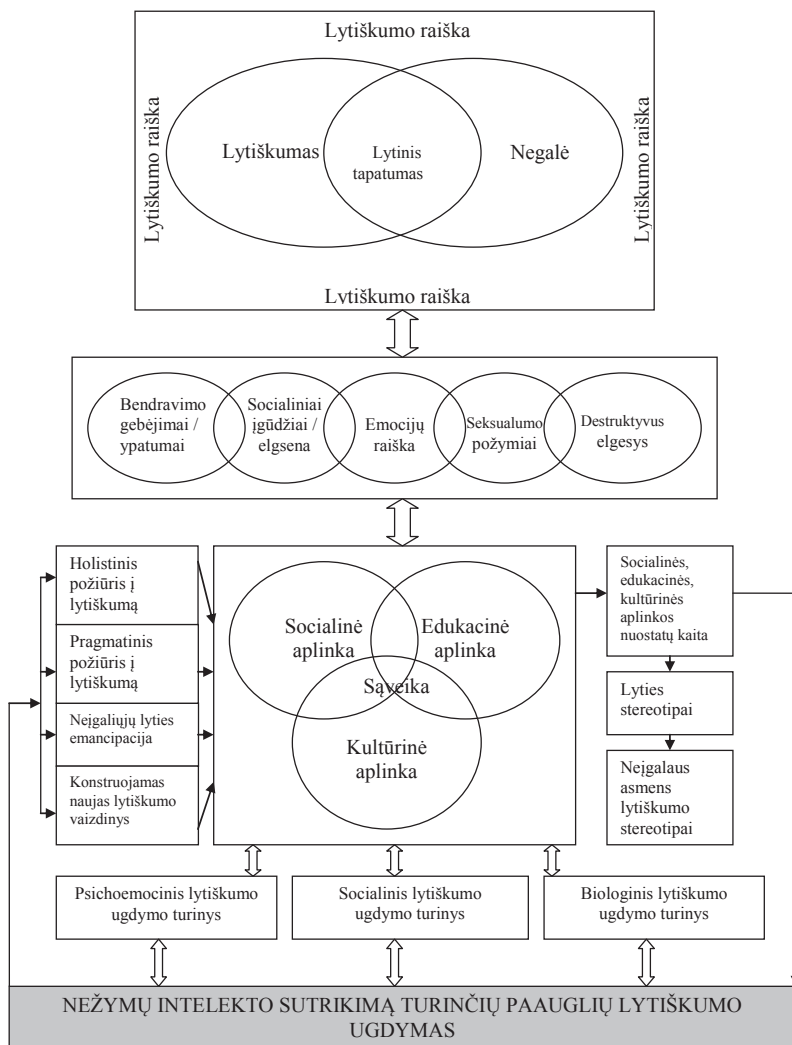 Lytiškumo raiška
Lytiškumo raiška
Lytiškumas
Lytinis
tapatumas
Negalė
Lytiškumo raiška
Lytiškumo raiška
Bendravimo
gebėjimai /
ypatumai
Socialiniai
įgūdžiai /
elgsena
Emocijų
raiška
Seksualumo
požymiai
Destruktyvus
elgesys
Holistinis
požiūris į
lytiškumą
Pragmatinis
požiūris į
lytiškumą
Neįgaliųjų lyties
emancipacija
Konstruojamas
naujas lytiškumo
vaizdinys
Socialinė
aplinka
Edukacinė
aplinka
Sąveika
Kultūrinė
aplinka
Socialinės,
edukacinės,
kultūrinės
aplinkos
nuostatų kaita
Lyties
stereotipai
Neįgalaus
asmens
lytiškumo
stereotipai
Psichoemocinis lytiškumo
ugdymo turinys
Socialinis lytiškumo
ugdymo turinys
Biologinis lytiškumo
ugdymo turinys
NEŽYMŲ INTELEKTO SUTRIKIMĄ TURINČIŲ PAAUGLIŲ LYTIŠKUMO
UGDYMAS